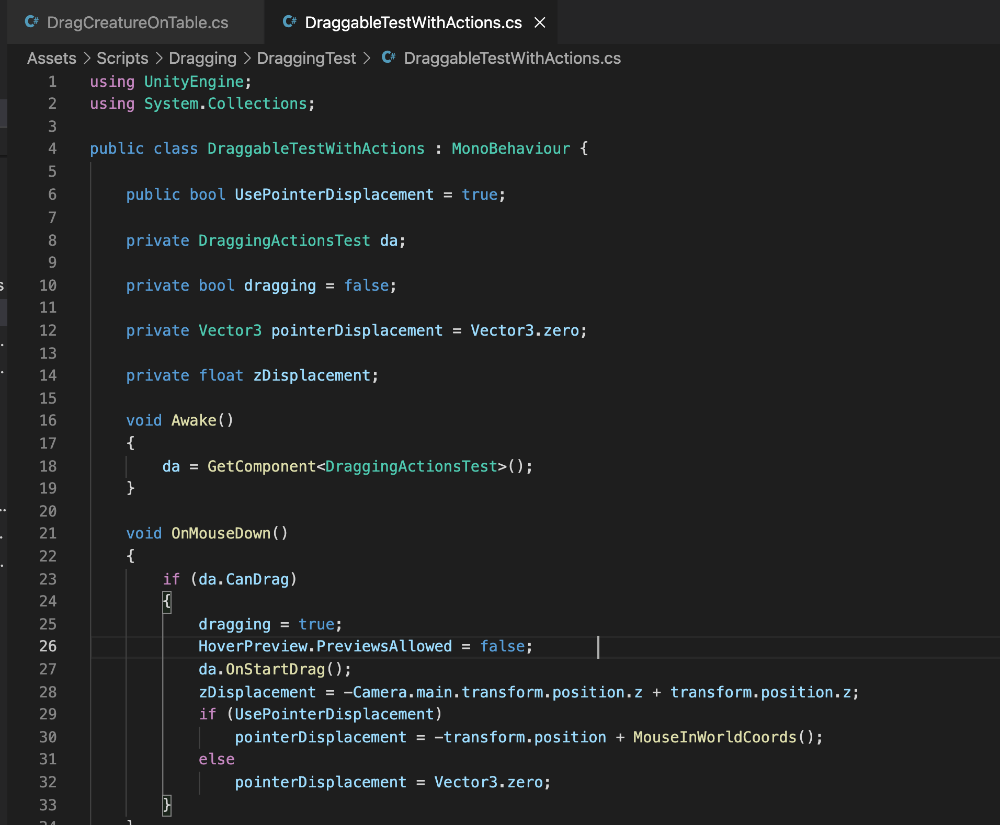 DragCreatureOnTable.cs
DraggableTestWithActions.cs
Assets > Scripts > Dragging > DraggingTest > DraggableTestWithActions.cs
1 using UnityEngine;
2 using System.Collections;
3
4 public class DraggableTestWithActions : MonoBehaviour {
5
6     public bool UsePointerDisplacement = true;
7
8     private DraggingActionsTest da;
9
10     private bool dragging = false;
11
12     private Vector3 pointerDisplacement = Vector3.zero;
13
14     private float zDisplacement;
15
16     void Awake()
17     {
18         da = GetComponent<DraggingActionsTest>();
19     }
20
21     void OnMouseDown()
22     {
23         if (da.CanDrag)
24         {
25             dragging = true;
26             HoverPreview.PreviewsAllowed = false;
27             da.OnStartDrag();
28             zDisplacement = -Camera.main.transform.position.z + transform.position.z;
29             if (UsePointerDisplacement)
30                 pointerDisplacement = -transform.position + MouseInWorldCoords();
31             else
32                 pointerDisplacement = Vector3.zero;
33         }